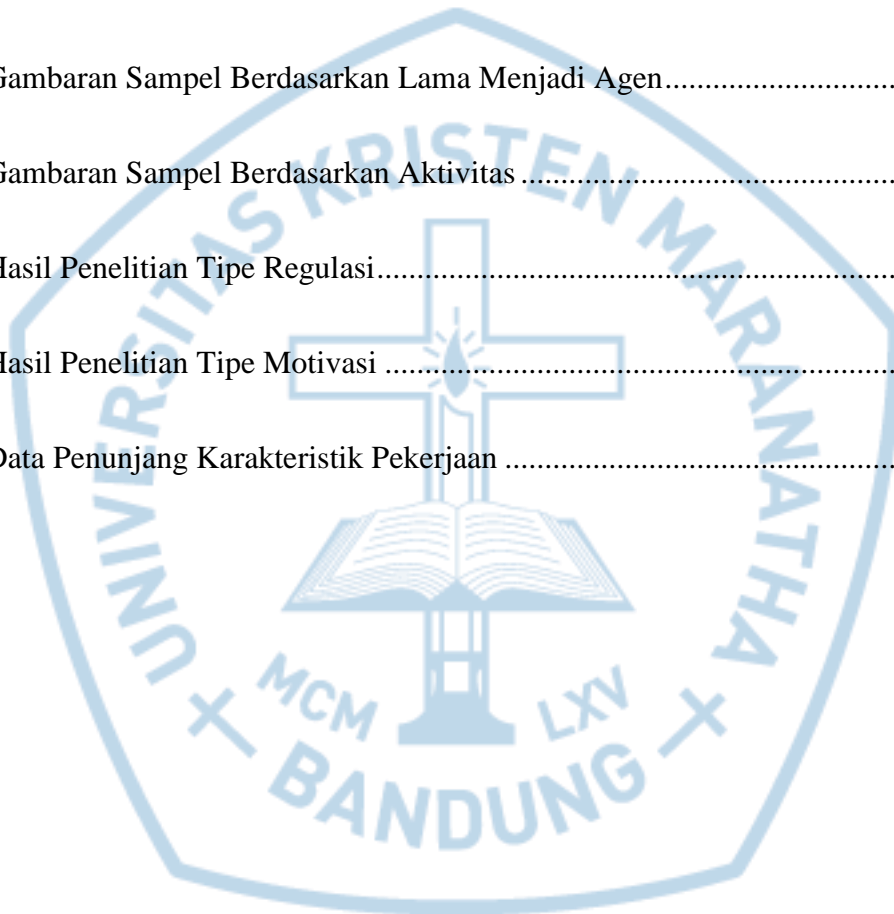 Gambaran Sampel Berdasarkan Lama Menjadi Agen..............................
Gambaran Sampel Berdasarkan Aktivitas ................................................
Hasil Penelitian Tipe Regulasi....................................................................
Hasil Penelitian Tipe Motivasi ...................................................................
Data Penunjang Karakteristik Pekerjaan ...................................................
UNIVERSITAS KRISTEN MARANATHA
MCM LXV
BANDUNG